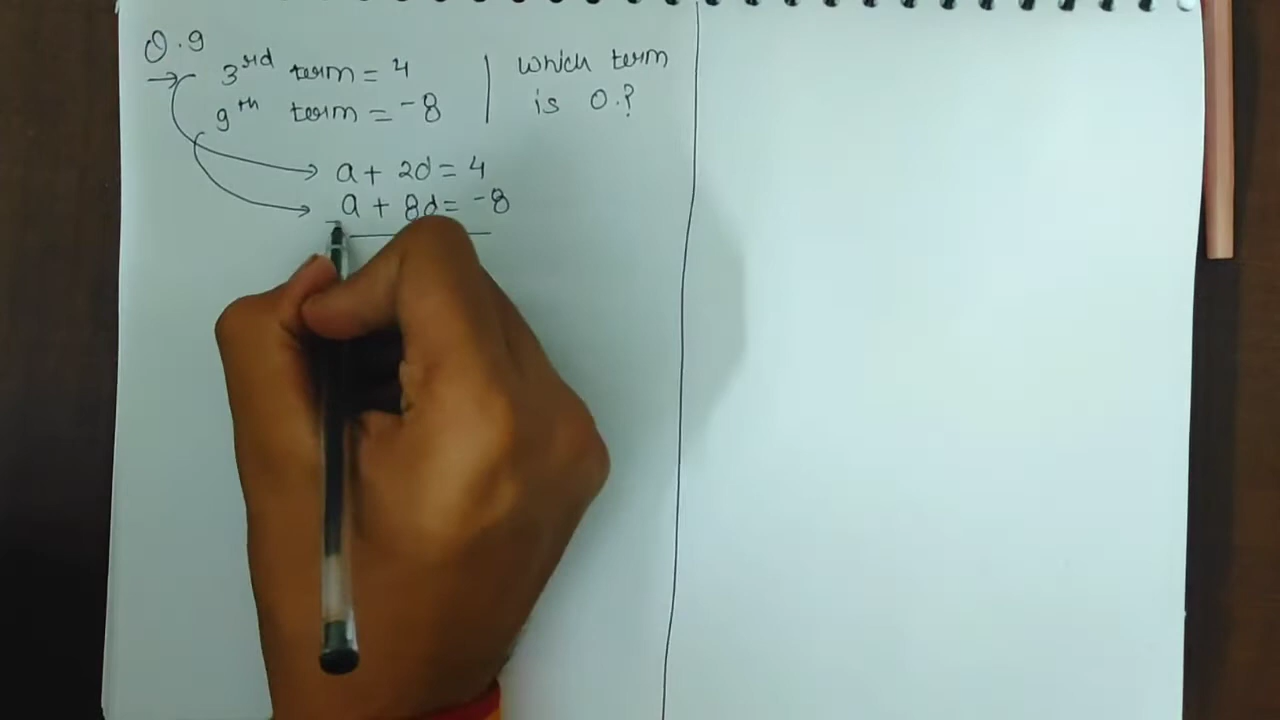 Q.9
→ 3rd term = 4 | which term
9th term = -8 | is 0.?
a + 2d = 4
a + 8d = -8